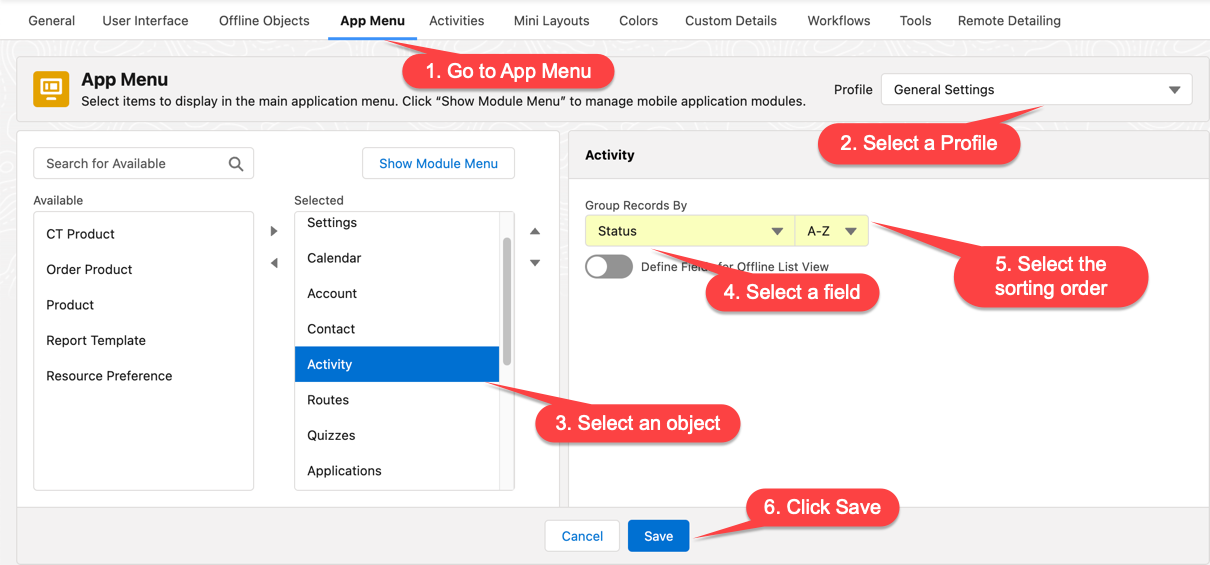 General User Interface Offline Objects App Menu Activities Mini Layouts Colors Custom Details Workflows Tools Remote Detailing
1. Go to App Menu
App Menu
Select items to display in the main application menu. Click “Show Module Menu” to manage mobile application modules.
Profile General Settings
2. Select a Profile
Search for Available
Show Module Menu
Available
CT Product
Order Product
Product
Report Template
Resource Preference
Selected
Settings
Calendar
Account
Contact
Activity
Routes
Quizzes
Applications
3. Select an object
Activity
Group Records By
Status A-Z
Define Fields for Offline List View
4. Select a field
5. Select the
sorting order
6. Click Save
Cancel Save